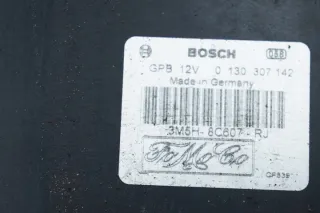 BOSCH
GPB 12V 0 130 307 142
Made in Germany
3M5H-8C607-RJ
FoMoCo